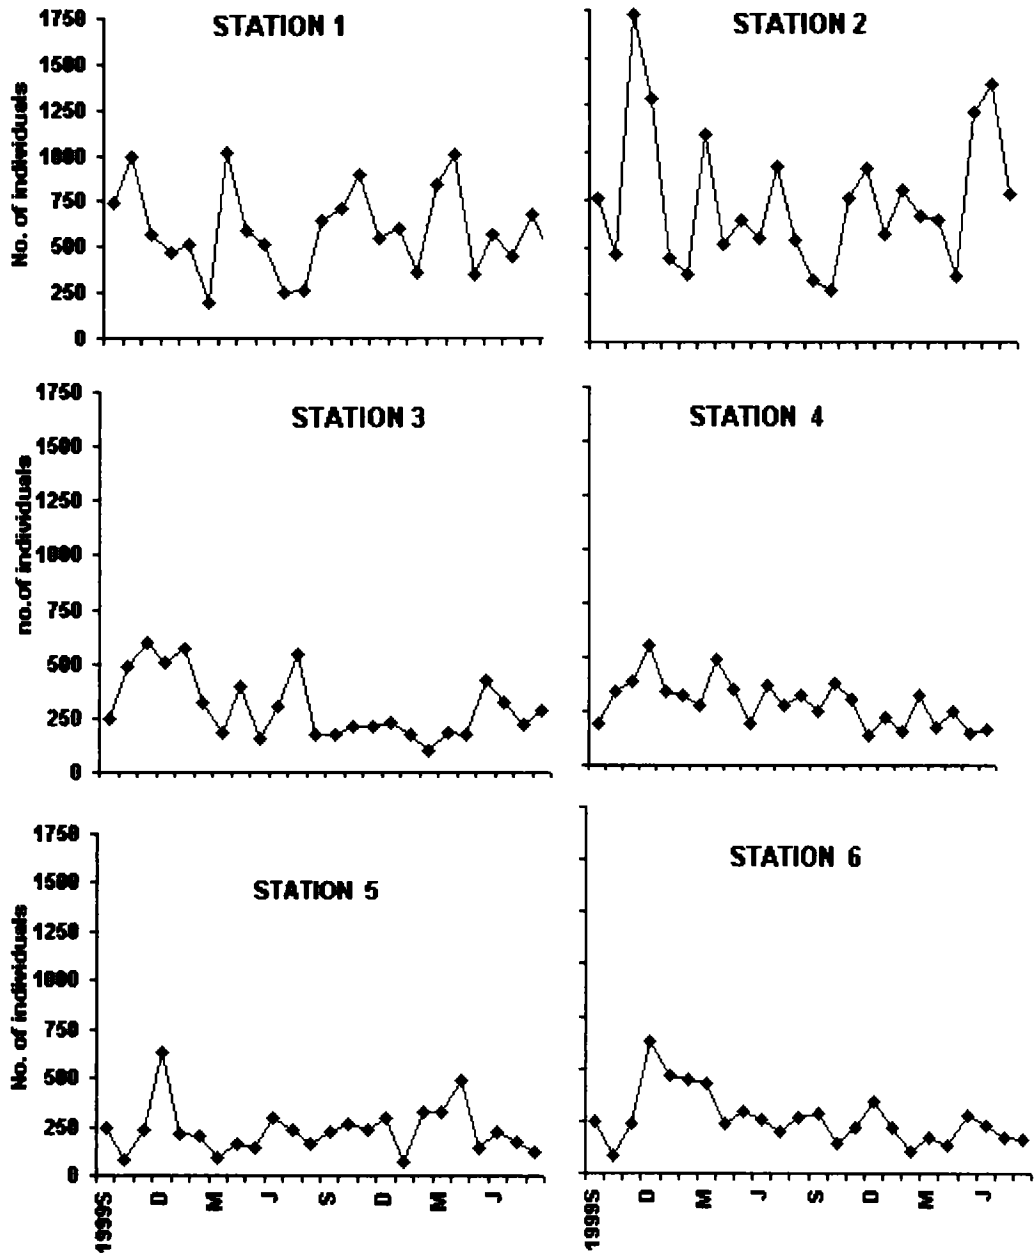 STATION 1
No. of individuals
1750
1500
1250
1000
750
500
250
0
STATION 2
STATION 3
no.of individuals
1750
1500
1250
1000
750
500
250
0
STATION 4
STATION 5
No. of individuals
1750
1500
1250
1000
750
500
250
0
1999S
D
M
J
S
D
M
J
STATION 6
1999S
D
M
J
S
D
M
J